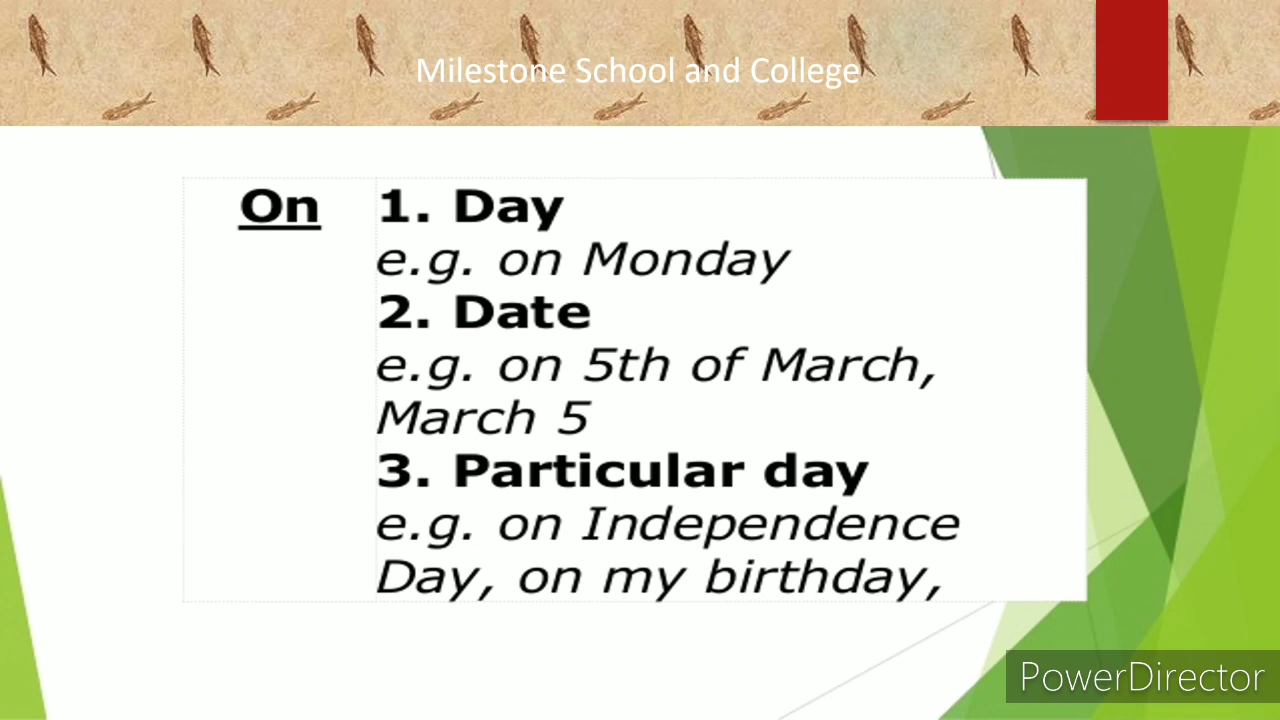 Milestone School and College
On 1. Day
e.g. on Monday
2. Date
e.g. on 5th of March,
March 5
3. Particular day
e.g. on Independence
Day, on my birthday,
PowerDirector